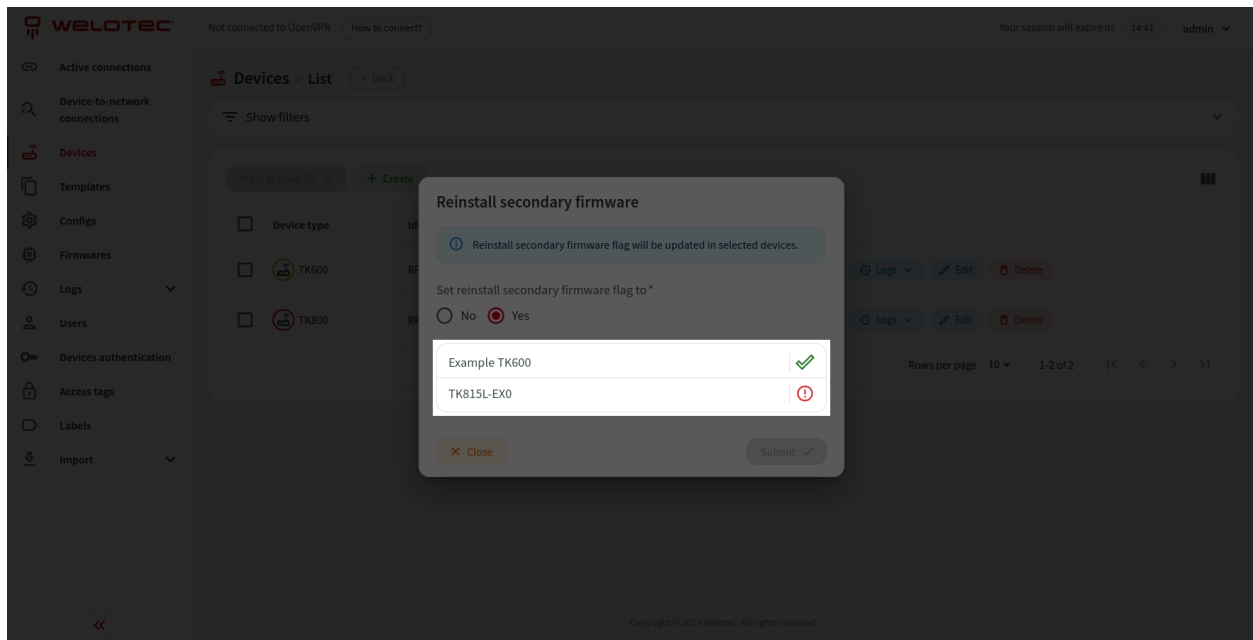 WELOTEC
Not connected to OpenVPN
How to connect?
Your session will expire in: 14:41
admin
Active connections
Device-to-network
connections
Devices
Templates
Configs
Firmwares
Logs
Users
Devices authentication
Access tags
Labels
Import
Devices > List
< Back
Show filters
Mass actions (0)
+ Create
Device type
Ide
TK600
RF
Logs
Edit
Delete
TK800
RF
Logs
Edit
Delete
Rows per page 10
1-2 of 2
Reinstall secondary firmware
Reinstall secondary firmware flag will be updated in selected devices.
Set reinstall secondary firmware flag to *
No
Yes
Example TK600
TK815L-EX0
Close
Submit
Copyright © 2023 Welotec. All rights reserved.